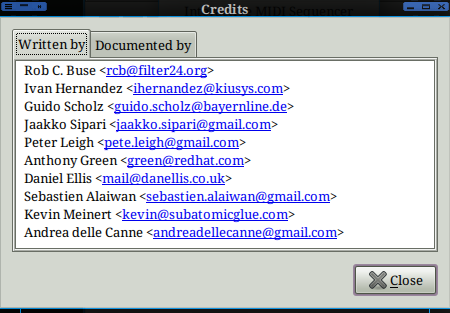 MIDI Sequencer
Credits
Written by
Documented by
Rob C. Buse <rcb@filter24.org>
Ivan Hernandez <ihernandez@kiusys.com>
Guido Scholz <guido.scholz@bayernline.de>
Jaakko Sipari <jaakko.sipari@gmail.com>
Peter Leigh <pete.leigh@gmail.com>
Anthony Green <green@redhat.com>
Daniel Ellis <mail@danellis.co.uk>
Sebastien Alaiwan <sebastien.alaiwan@gmail.com>
Kevin Meinert <kevin@subatomicglue.com>
Andrea delle Canne <andreadellecanne@gmail.com>
Close